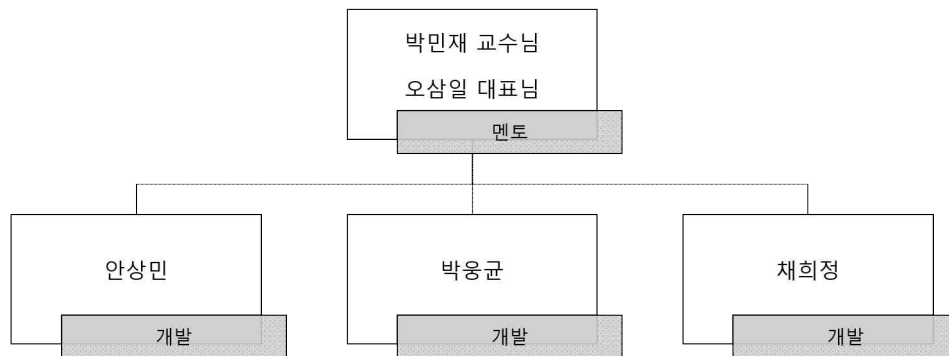 박민재 교수님
오삼일 대표님
멘토
안상민
박웅균
채희정
개발
개발
개발